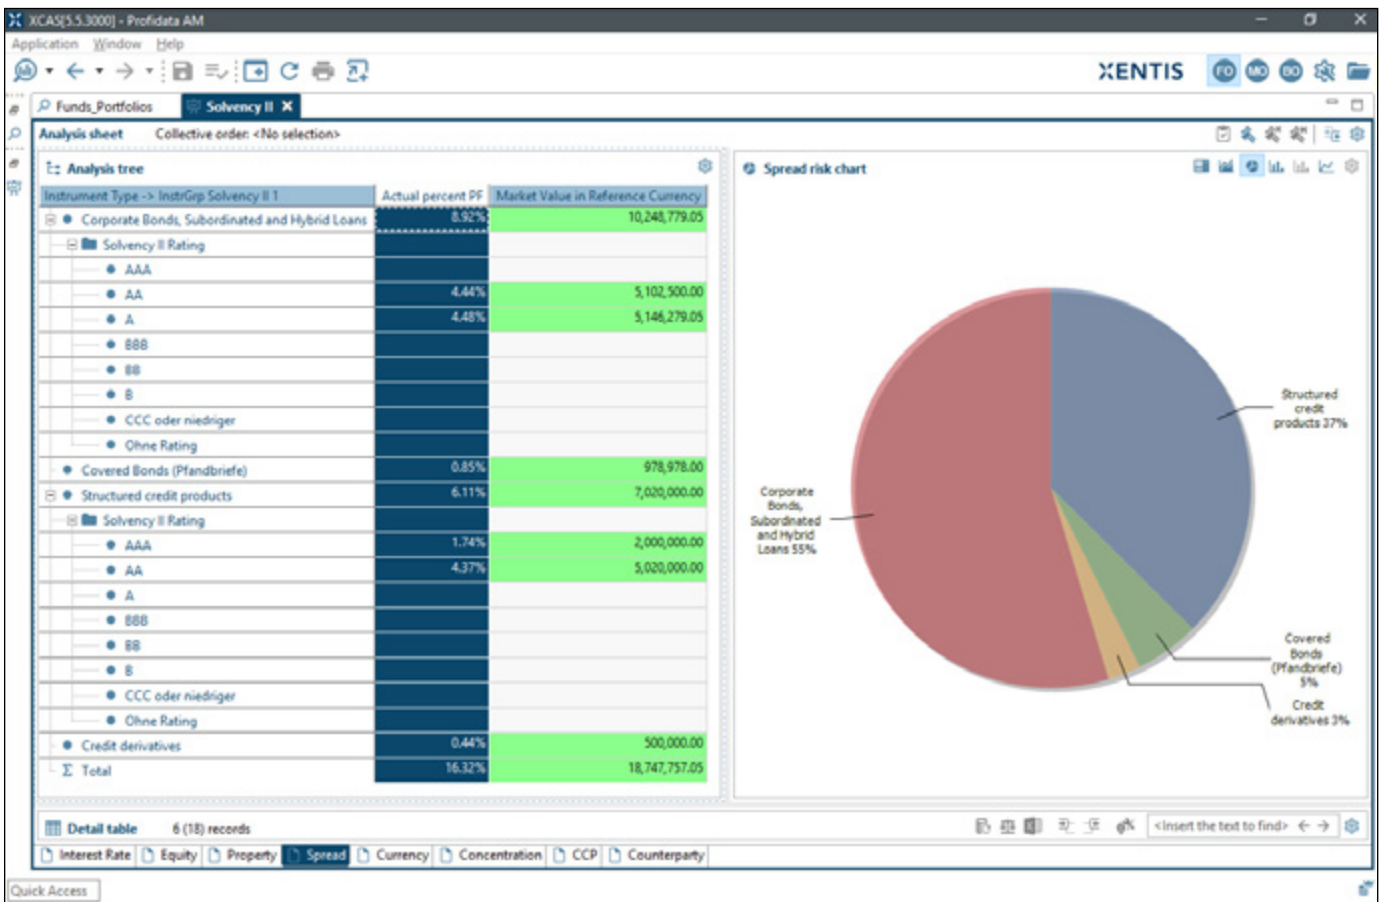 XCAS[5.5.3000] - Profidata AM
Application Window Help
XENTIS FO MO BO
Funds_Portfolios Solvency II
Analysis sheet Collective order: <No selection>
Analysis tree
Instrument Type -> InstrGrp Solvency II 1 Actual percent PF Market Value in Reference Currency
Corporate Bonds, Subordinated and Hybrid Loans 8.92% 10,248,779.05
Solvency II Rating
AAA
AA 4.44% 5,102,500.00
A 4.48% 5,146,279.05
BBB
BB
B
CCC oder niedriger
Ohne Rating
Covered Bonds (Pfandbriefe) 0.85% 978,978.00
Structured credit products 6.11% 7,020,000.00
Solvency II Rating
AAA 1.74% 2,000,000.00
AA 4.37% 5,020,000.00
A
BBB
BB
B
CCC oder niedriger
Ohne Rating
Credit derivatives 0.44% 500,000.00
Σ Total 16.32% 18,747,757.05
Spread risk chart
Structured
credit
products 37%
Corporate
Bonds,
Subordinated
and Hybrid
Loans 55%
Covered
Bonds
(Pfandbriefe)
5%
Credit
derivatives 3%
Detail table 6 (18) records <Insert the text to find>
Interest Rate Equity Property Spread Currency Concentration CCP Counterparty
Quick Access